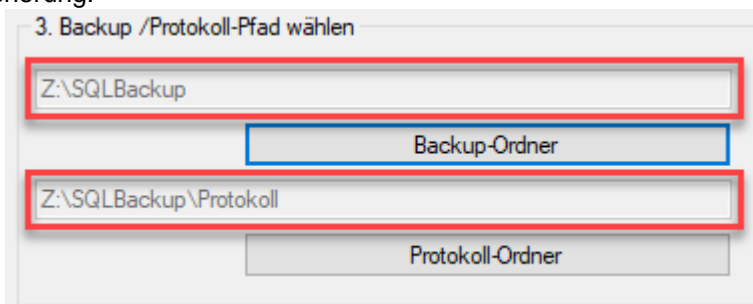 3. Backup /Protokoll-Pfad wählen
Z:\SQLBackup
Backup-Ordner
Z:\SQLBackup\Protokoll
Protokoll-Ordner